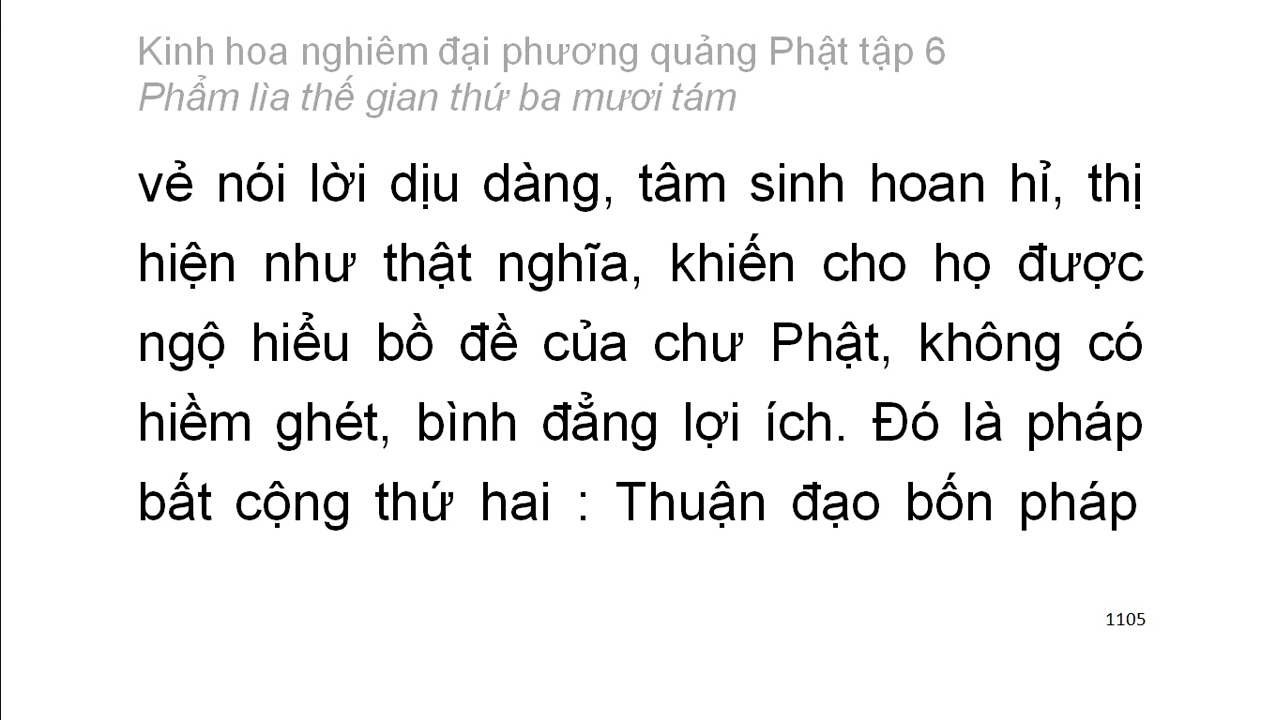 Kinh hoa nghiêm đại phương quảng Phật tập 6
Phẩm lìa thế gian thứ ba mươi tám
vẻ nói lời dịu dàng, tâm sinh hoan hỉ, thị
hiện như thật nghĩa, khiến cho họ được
ngộ hiểu bồ đề của chư Phật, không có
hiềm ghét, bình đẳng lợi ích. Đó là pháp
bất cộng thứ hai : Thuận đạo bốn pháp
1105